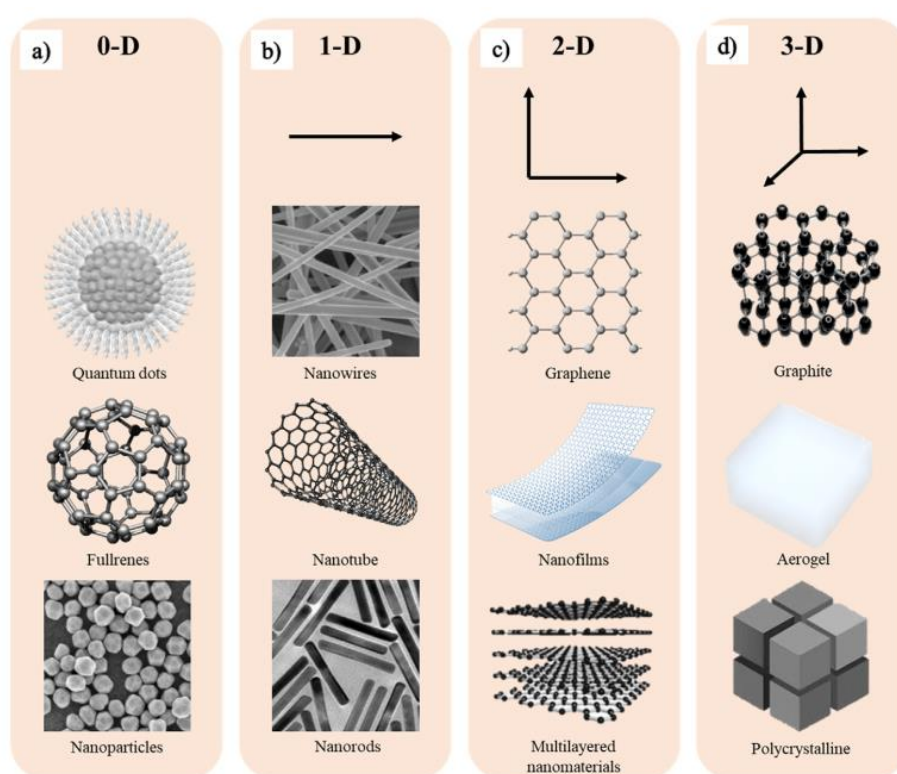 a)
0-D
Quantum dots
Fullrenes
Nanoparticles
b)
1-D
Nanowires
Nanotube
Nanorods
c)
2-D
Graphene
Nanofilms
Multilayered
nanomaterials
d)
3-D
Graphite
Aerogel
Polycrystalline